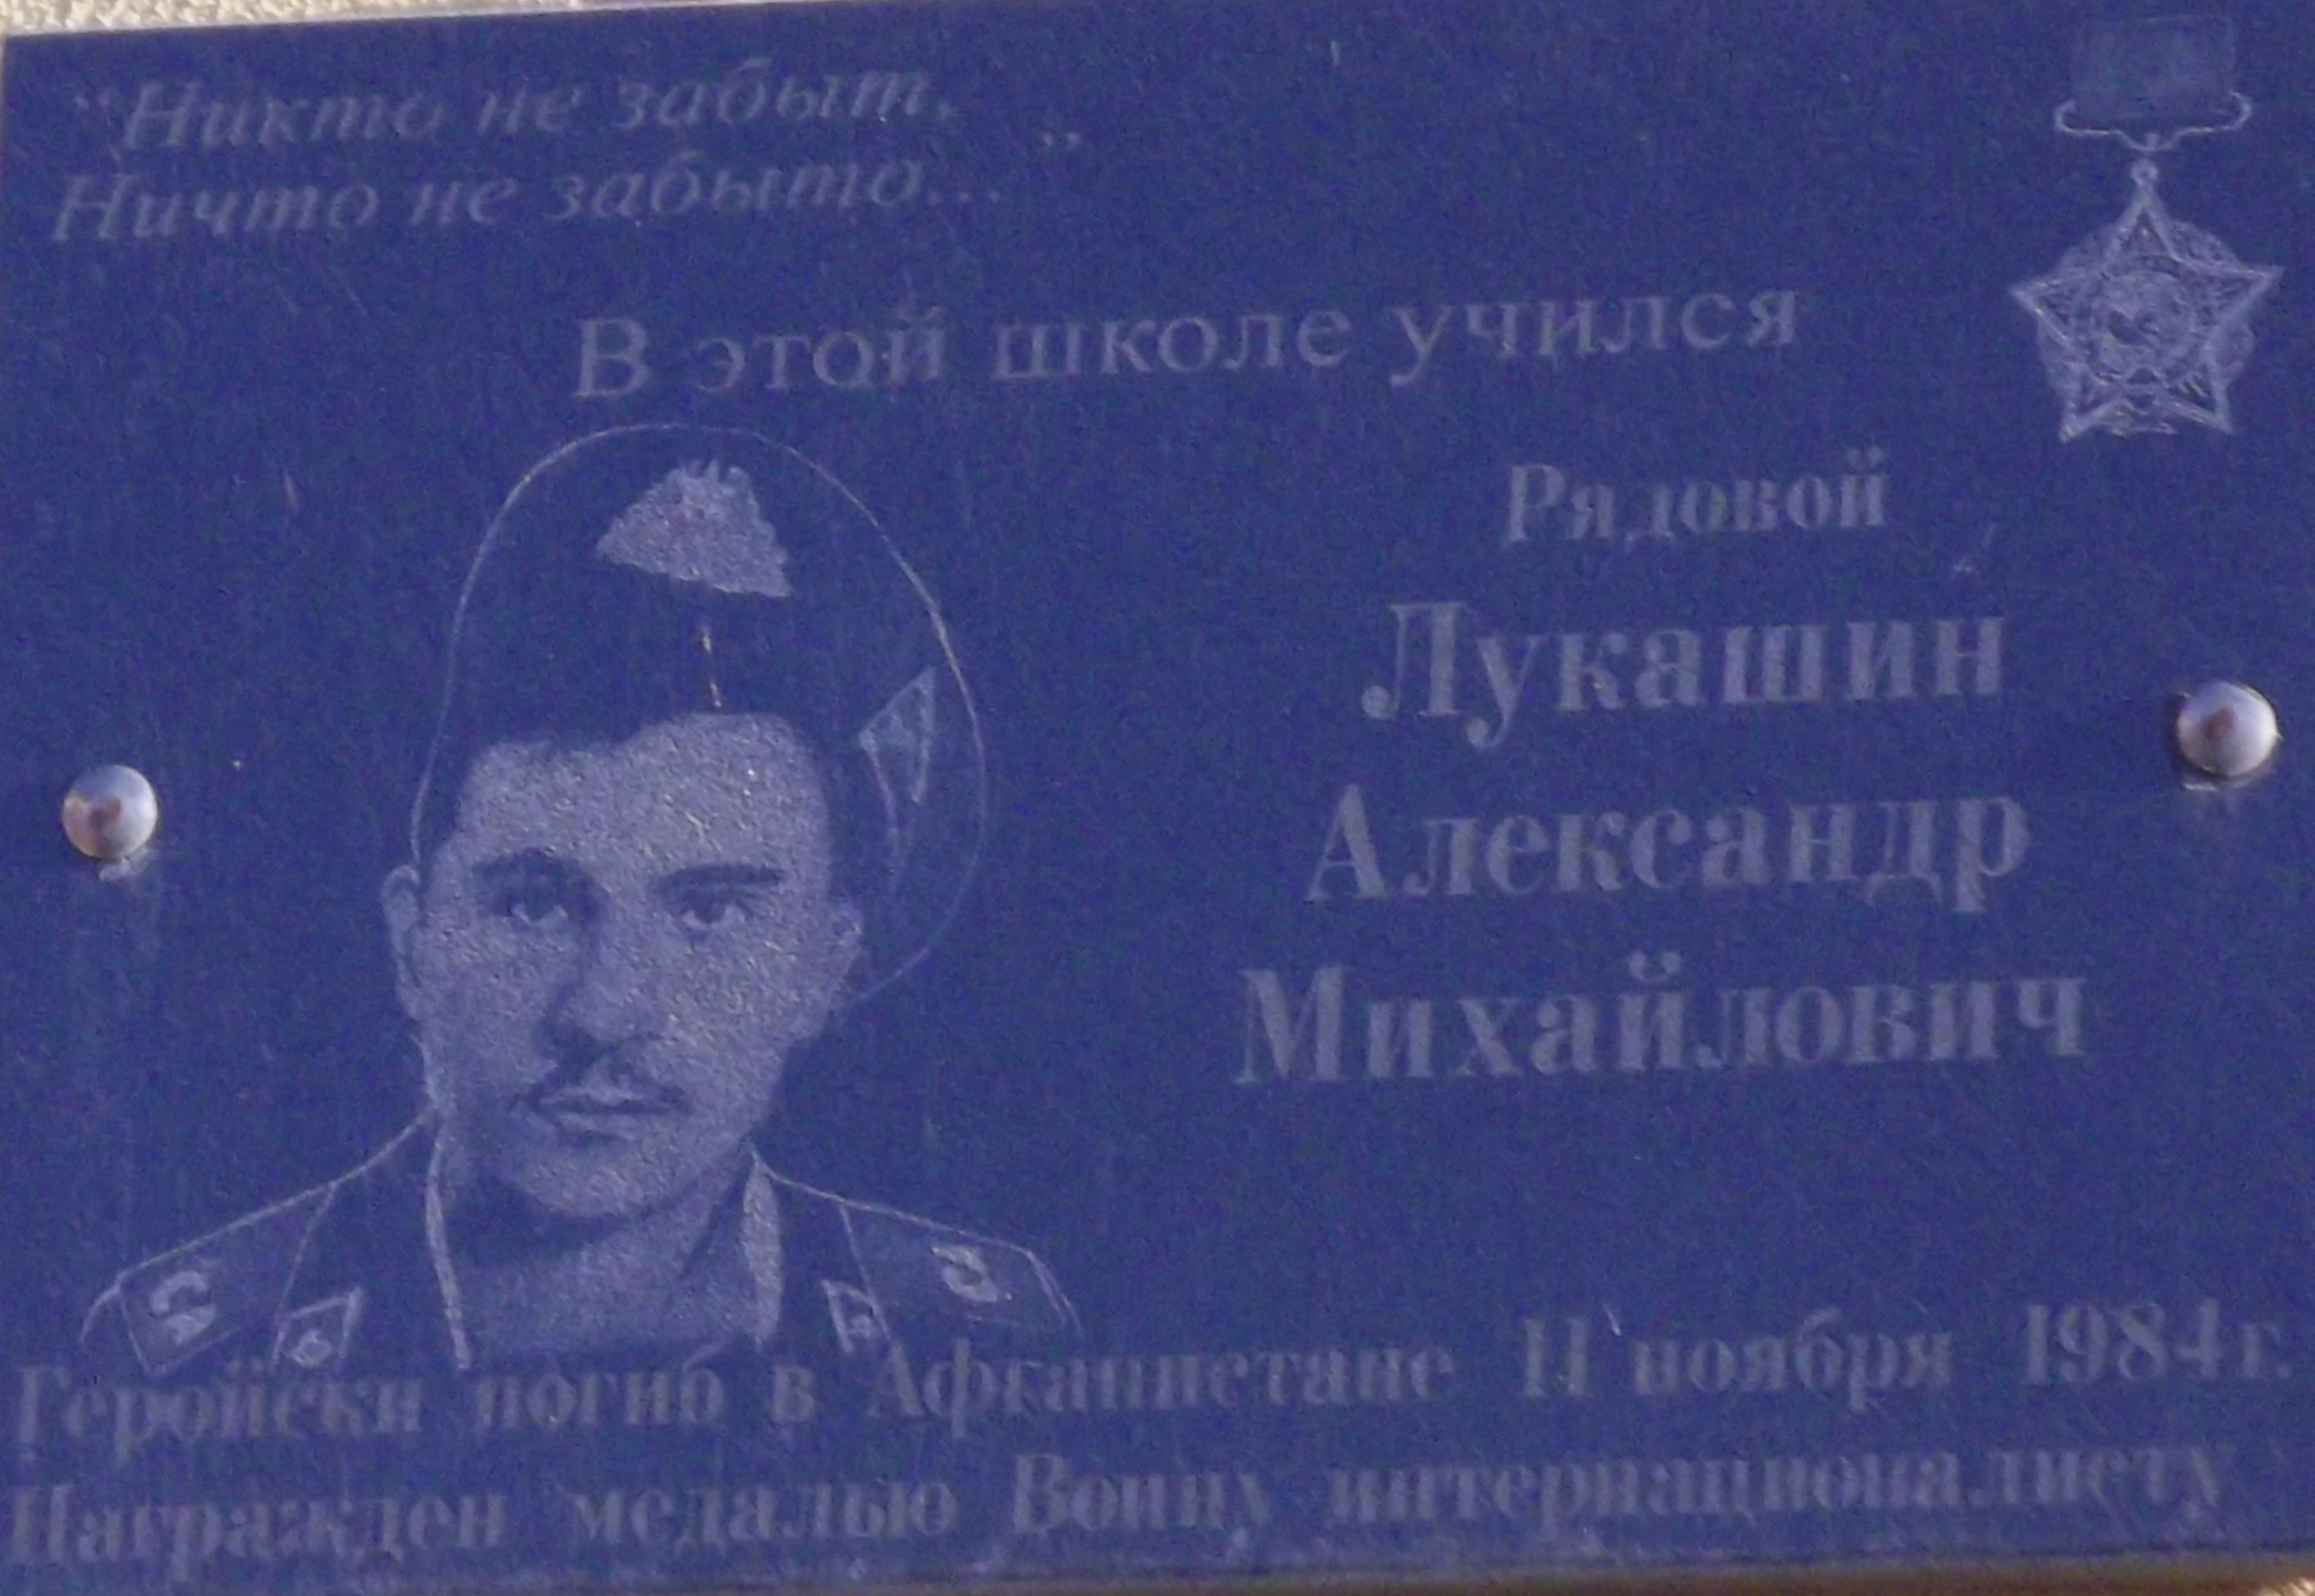 “Никто не забыт,
Ничто не забыто... ”
В этой школе учился
Рядовой
Лукашин
Александр
Михайлович
Геройски погиб в Афганистане 11 ноября 1984 г.
Награжден медалью Воину интернационалисту